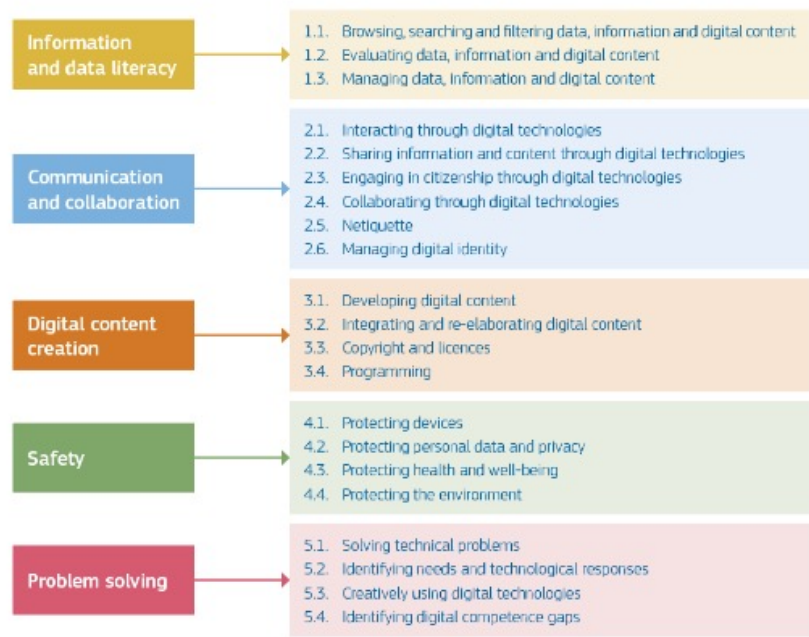 Information
and data literacy
1.1. Browsing, searching and filtering data, information and digital content
1.2. Evaluating data, information and digital content
1.3. Managing data, information and digital content
Communication
and collaboration
2.1. Interacting through digital technologies
2.2. Sharing information and content through digital technologies
2.3. Engaging in citizenship through digital technologies
2.4. Collaborating through digital technologies
2.5. Netiquette
2.6. Managing digital identity
Digital content
creation
3.1. Developing digital content
3.2. Integrating and re-elaborating digital content
3.3. Copyright and licences
3.4. Programming
Safety
4.1. Protecting devices
4.2. Protecting personal data and privacy
4.3. Protecting health and well-being
4.4. Protecting the environment
Problem solving
5.1. Solving technical problems
5.2. Identifying needs and technological responses
5.3. Creatively using digital technologies
5.4. Identifying digital competence gaps